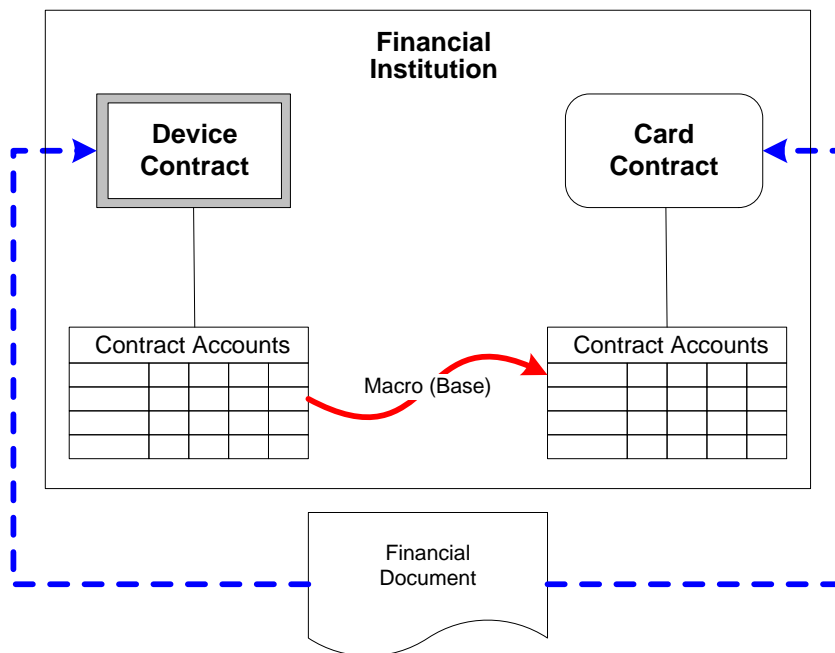 Financial
Institution
Device
Contract
Card
Contract
Contract Accounts
Contract Accounts
Macro (Base)
Financial
Document